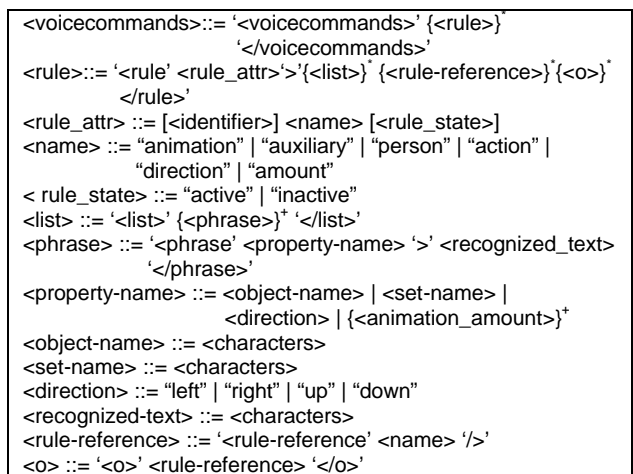 <voicecommands>::= ‘<voicecommands>’ {<rule>}*
‘</voicecommands>’
<rule>::= ‘<rule’ <rule_attr>‘>’{<list>}* {<rule-reference>}*{<o>}*
</rule>’
<rule_attr> ::= [<identifier>] <name> [<rule_state>]
<name> ::= “animation” | “auxiliary” | “person” | “action” |
“direction” | “amount”
< rule_state> ::= “active” | “inactive”
<list> ::= ‘<list>’ {<phrase>}+ ‘</list>’
<phrase> ::= ‘<phrase’ <property-name> ‘>’ <recognized_text>
‘</phrase>’
<property-name> ::= <object-name> | <set-name> |
<direction> | {<animation_amount>}+
<object-name> ::= <characters>
<set-name> ::= <characters>
<direction> ::= “left” | “right” | “up” | “down”
<recognized-text> ::= <characters>
<rule-reference> ::= ‘<rule-reference’ <name> ‘/>’
<o> ::= ‘<o>’ <rule-reference> ‘</o>’